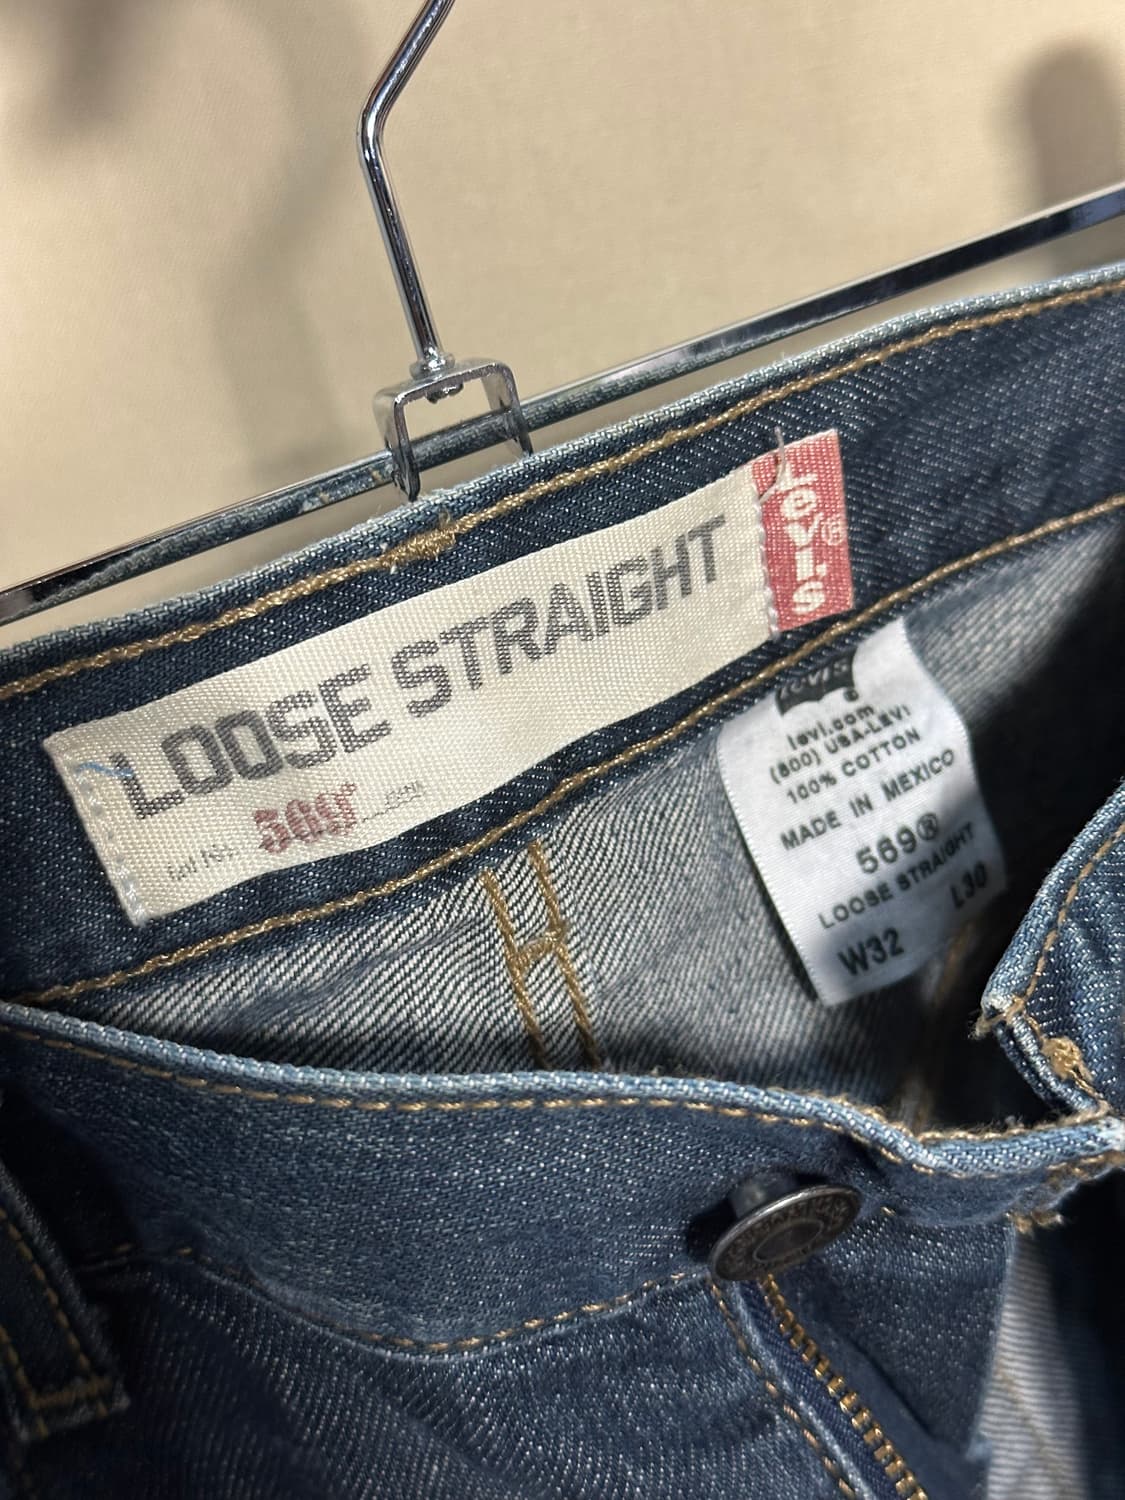 LOOSE STRAIGHT
569®
Levi's®
Levi's
®
levi.com
(800) USA-LEVI
100% COTTON
MADE IN MEXICO
569®
LOOSE STRAIGHT
W32 L30